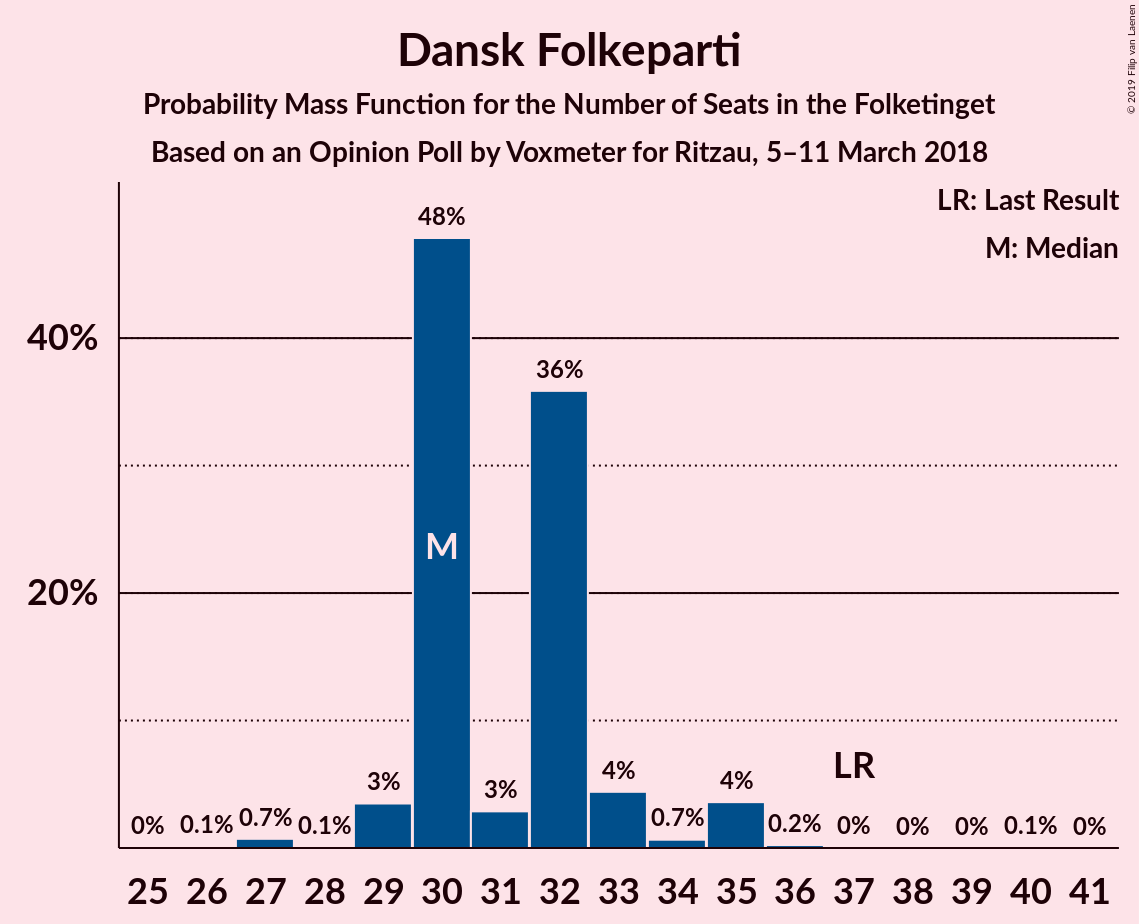 Dansk Folkeparti
Probability Mass Function for the Number of Seats in the Folketinget
Based on an Opinion Poll by Voxmeter for Ritzau, 5–11 March 2018
© 2019 Filip van Laenen
LR: Last Result
M: Median
40%
20%
0%
0.1%
0.7%
0.1%
3%
48%
M
3%
36%
4%
0.7%
4%
0.2%
LR
0%
0%
0%
0.1%
0%
25 26 27 28 29 30 31 32 33 34 35 36 37 38 39 40 41